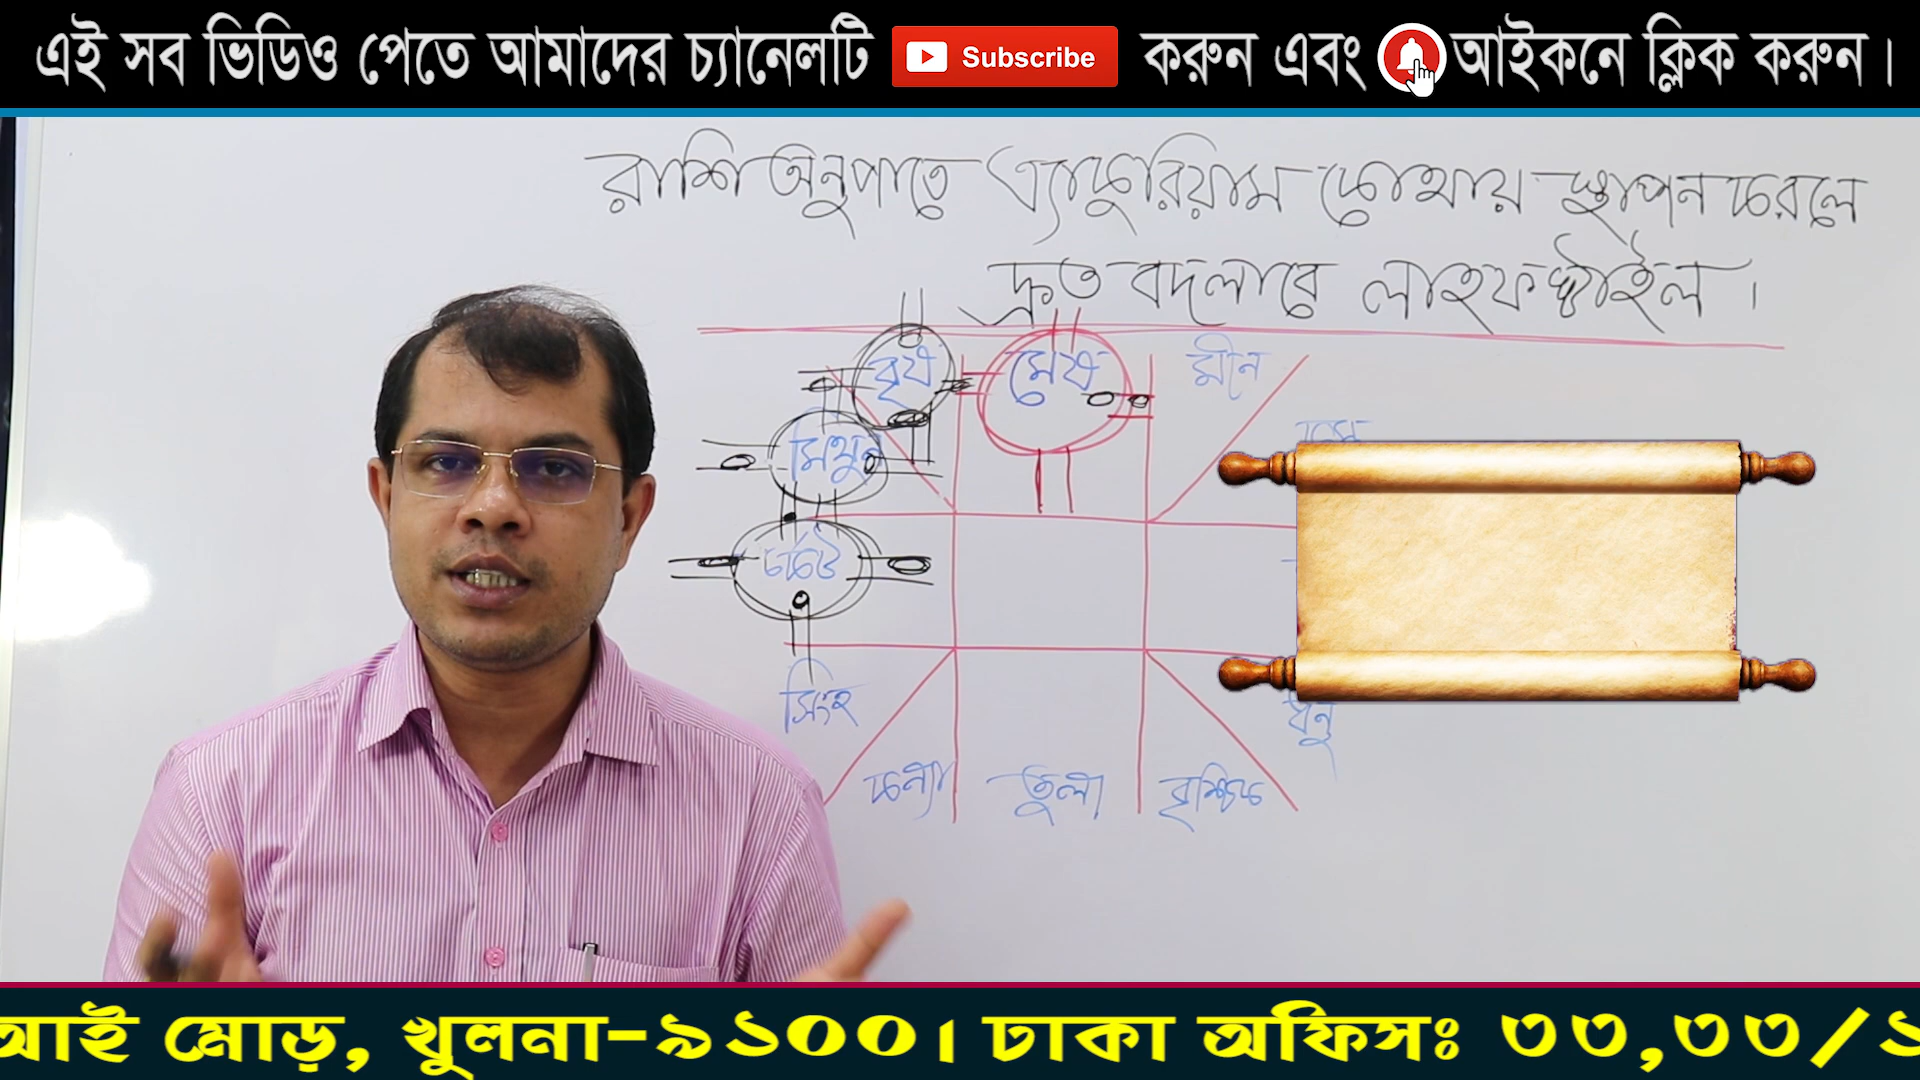 এই সব ভিডিও পেতে আমাদের চ্যানেলটি Subscribe করুন এবং আইকনে ক্লিক করুন।
রাশি অনুপাতে এ্যাকুরিয়াম কোথায় স্থাপন করলে
দ্রুত বদলাবে লাইফস্টাইল।
বৃষ মেষ মীন
মিথুন
কর্কট
সিংহ ধনু
কন্যা তুলা বৃশ্চিক
আই মোড়, খুলনা-৯১০০। ঢাকা অফিসঃ ৩৩,৩৩/১